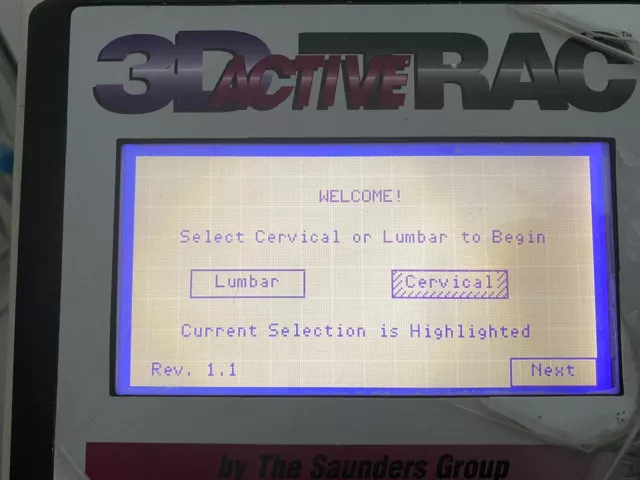 3D ACTIVE TRAC™
WELCOME!
Select Cervical or Lumbar to Begin
Lumbar Cervical
Current Selection is Highlighted
Rev. 1.1 Next
by The Saunders Group